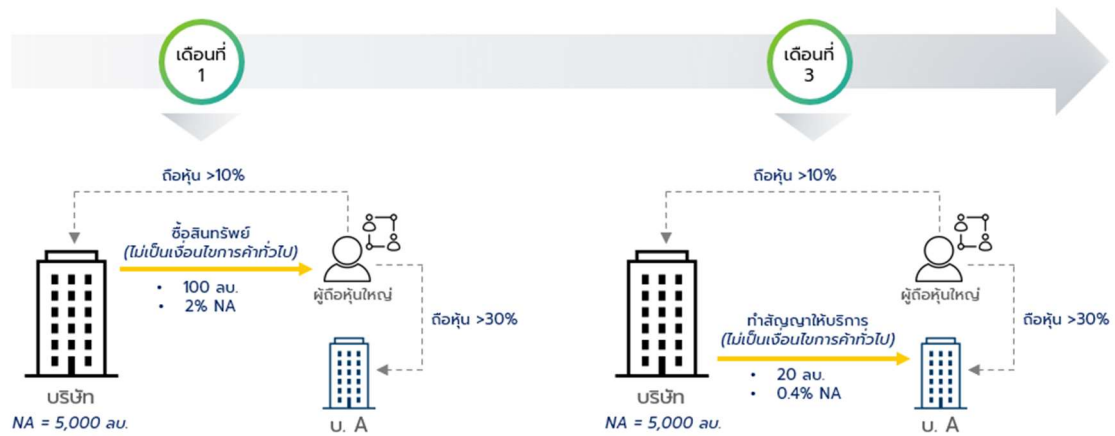 เดือนที่
1
เดือนที่
3
ถือหุ้น >10%
ซื้อสินทรัพย์
(ไม่เป็นเงื่อนไขการค้าทั่วไป)
• 100 ลบ.
• 2% NA
ผู้ถือหุ้นใหญ่
ถือหุ้น >30%
บริษัท
NA = 5,000 ลบ.
บ. A
ถือหุ้น >10%
ผู้ถือหุ้นใหญ่
ทำสัญญาให้บริการ
(ไม่เป็นเงื่อนไขการค้าทั่วไป)
ถือหุ้น >30%
• 20 ลบ.
• 0.4% NA
บริษัท
NA = 5,000 ลบ.
บ. A